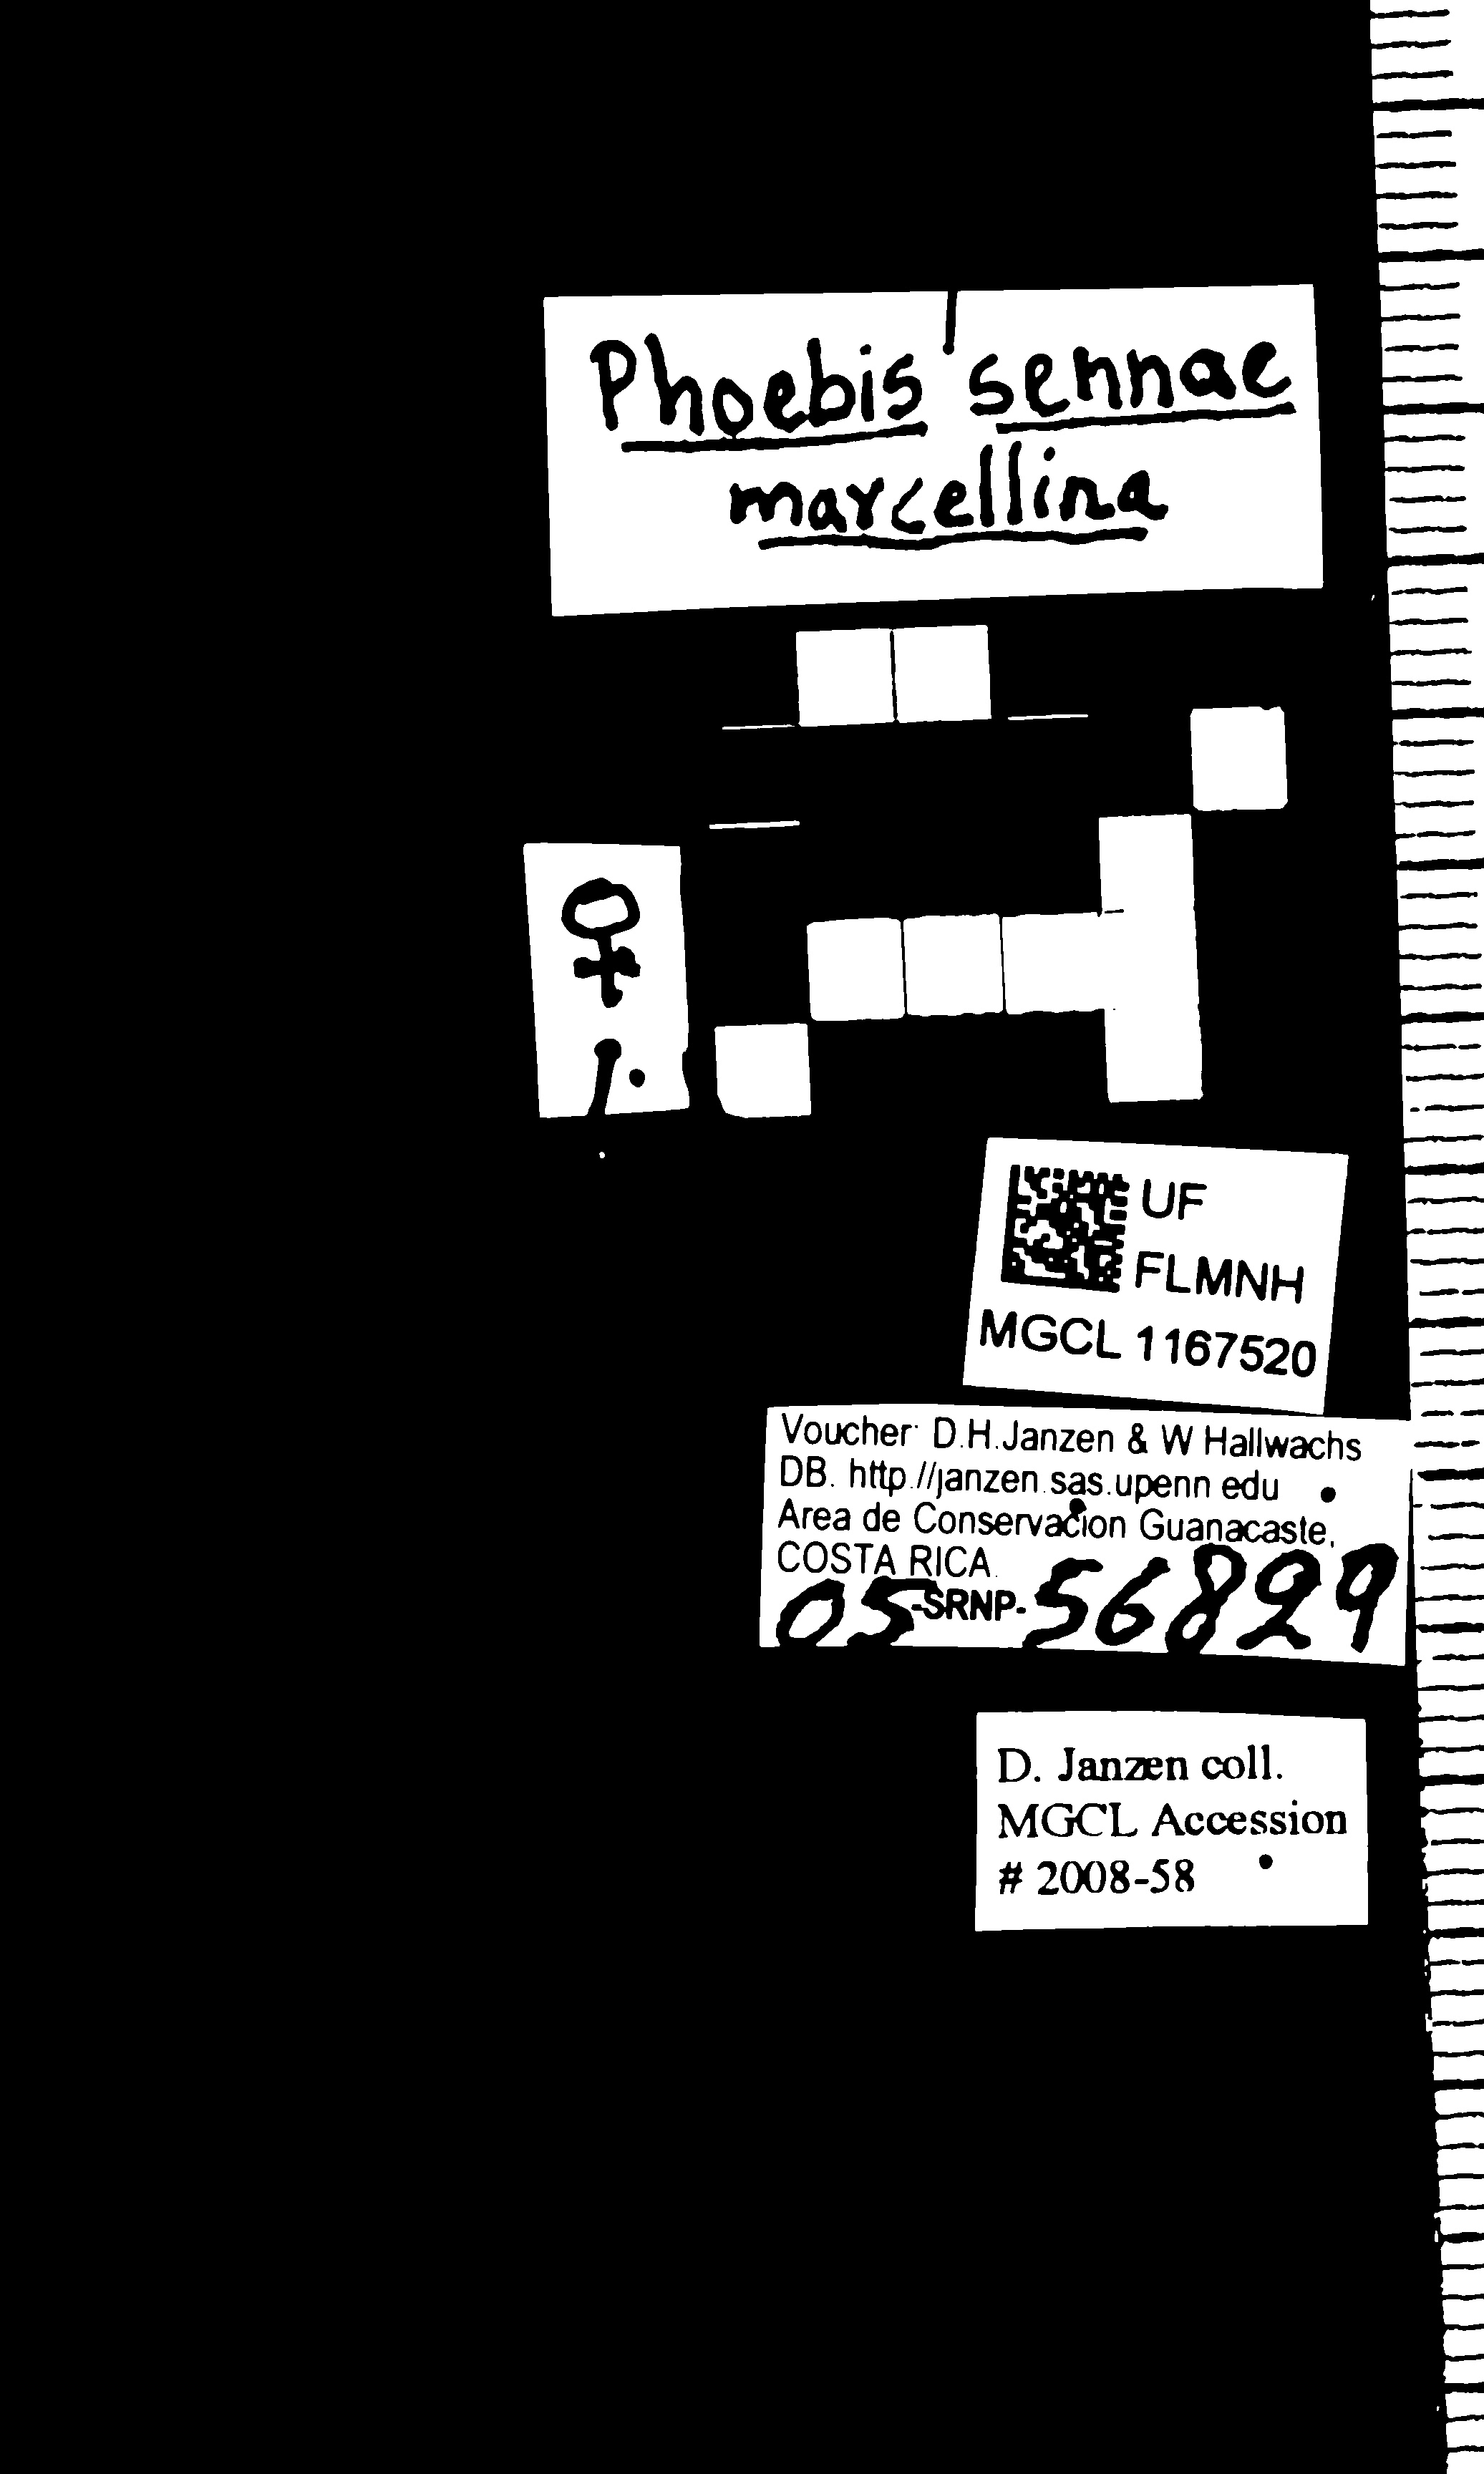 Phoebis sennae
marcellina
♀
UF
FLMNH
MGCL 1167520
Voucher: D.H.Janzen & W Hallwachs
DB. http.//janzen.sas.upenn edu
Area de Conservacion Guanacaste,
COSTA RICA.
05-SRNP-56829
D. Janzen coll.
MGCL Accession
# 2008-58